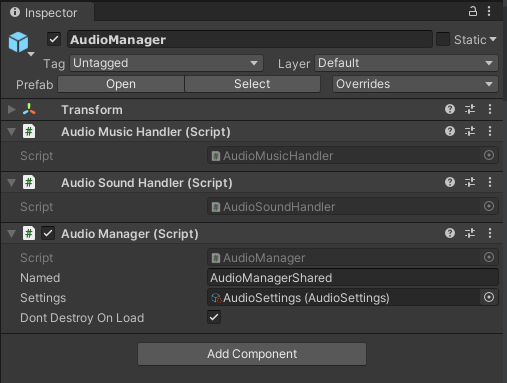 Inspector
AudioManager Static
Tag Untagged Layer Default
Prefab Open Select Overrides
Transform
# Audio Music Handler (Script)
Script AudioMusicHandler
# Audio Sound Handler (Script)
Script AudioSoundHandler
# Audio Manager (Script)
Script AudioManager
Named AudioManagerShared
Settings AudioSettings (AudioSettings)
Dont Destroy On Load
Add Component